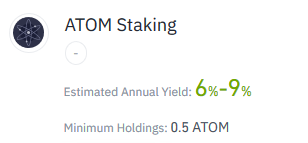 ATOM Staking
-
Estimated Annual Yield: 6%-9%
Minimum Holdings: 0.5 ATOM